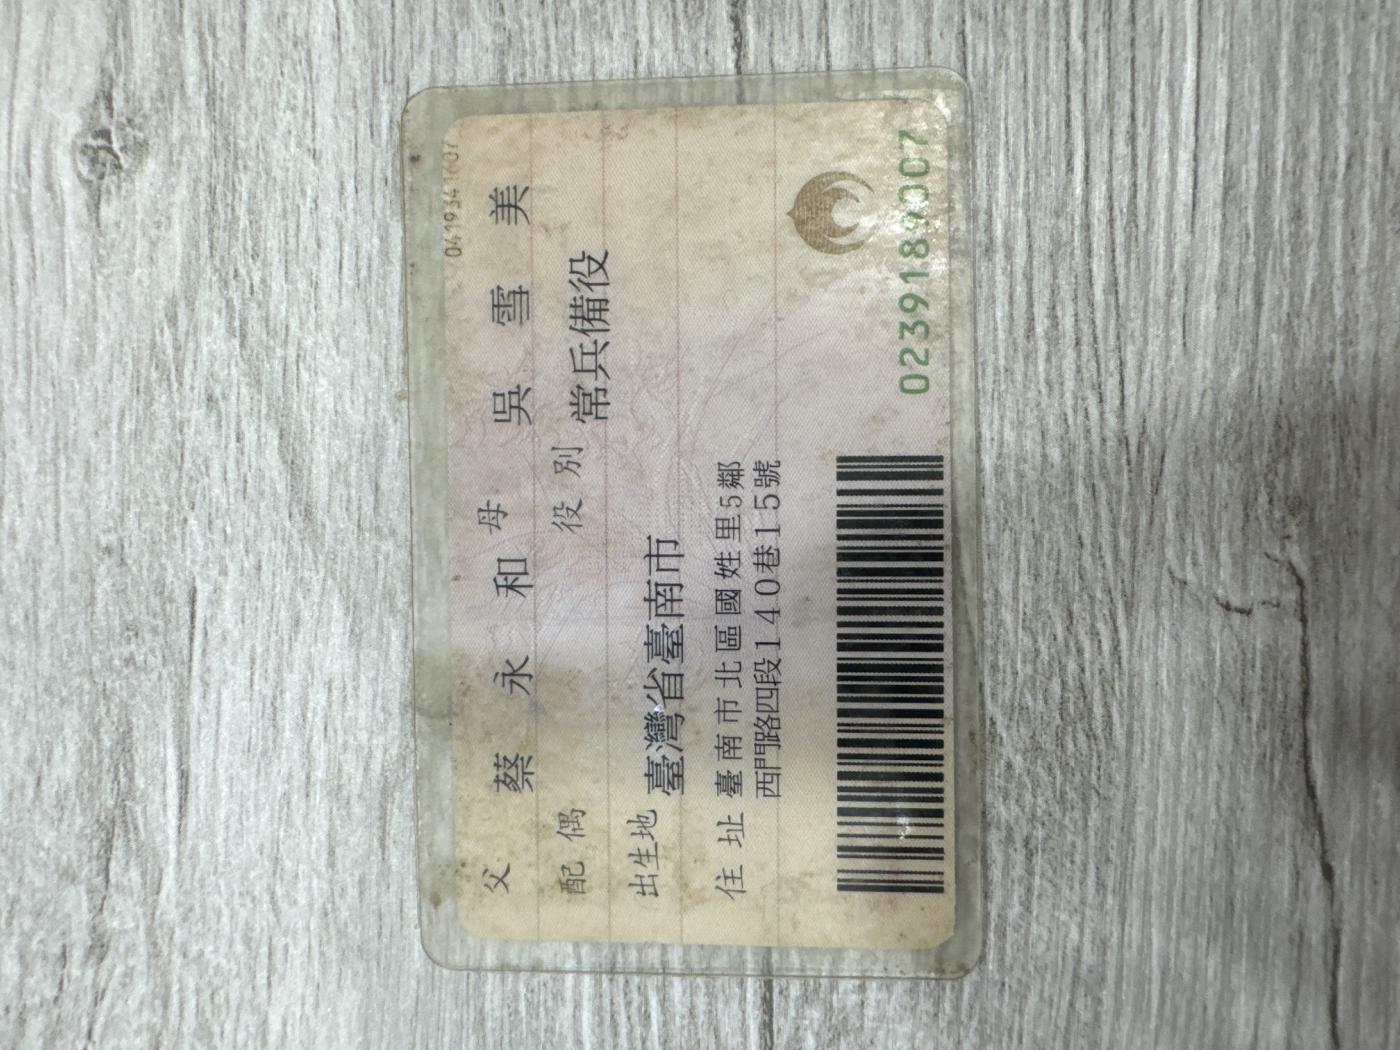 父 蔡永和 母 吳雪美
配偶 役別 常兵備役
出生地 臺灣省臺南市
住址 臺南市北區國姓里5鄰
西門路四段140巷15號
0239189007